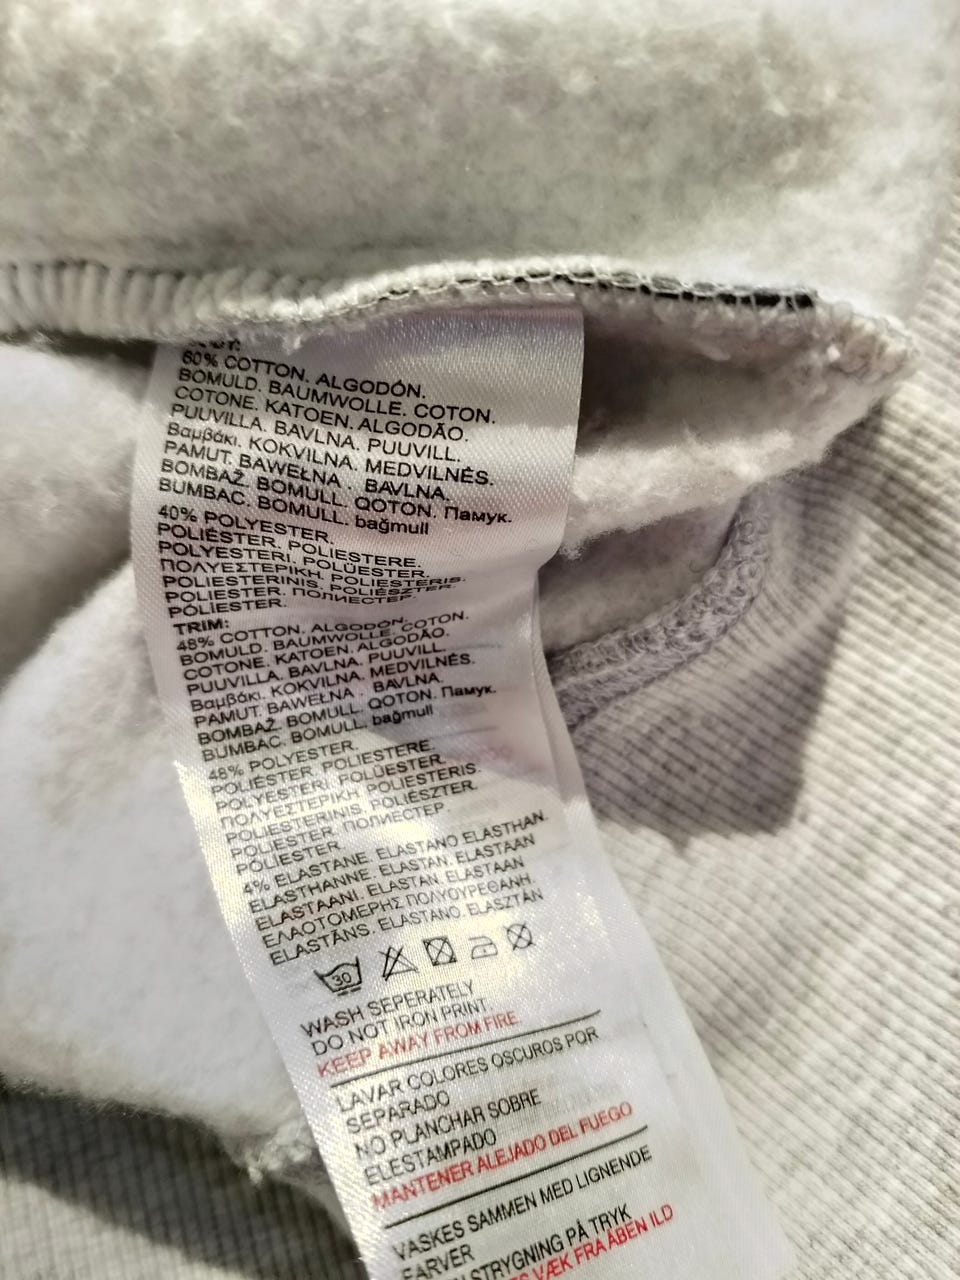 60% COTTON. ALGODÓN.
BOMULD. BAUMWOLLE. COTON.
COTONE. KATOEN. ALGODÃO.
PUUVILLA. BAVLNA. PUUVILL.
Βαμβάκι. KOKVILNA. MEDVILNĖS.
PAMUT. BAWEŁNA . BAVLNA.
BOMBAŽ. BOMULL. QOTON. Памук.
BUMBAC. BOMULL. bağmull
40% POLYESTER.
POLIÉSTER. POLIESTERE.
POLYESTERI. POLÜESTER.
ΠΟΛΥΕΣΤΕΡΙΚΗ. POLIESTERIS.
POLIESTERINIS. POLIÉSZTER.
POLIESTER. ПОЛИЕСТЕР.
PÓLIESTER.
TRIM:
48% COTTON. ALGODÓN.
BOMULD. BAUMWOLLE. COTON.
COTONE. KATOEN. ALGODÃO.
PUUVILLA. BAVLNA. PUUVILL.
Βαμβάκι. KOKVILNA. MEDVILNĖS.
PAMUT. BAWEŁNA . BAVLNA.
BOMBAŽ. BOMULL. QOTON. Памук.
BUMBAC. BOMULL. bağmull
48% POLYESTER.
POLIÉSTER. POLIESTERE.
POLYESTERI. POLÜESTER.
ΠΟΛΥΕΣΤΕΡΙΚΗ. POLIESTERIS.
POLIESTERINIS. POLIÉSZTER.
POLIESTER. ПОЛИЕСТЕР.
PÓLIESTER.
4% ELASTANE. ELASTANO ELASTHAN.
ELASTHANNE. ELASTAN. ELASTAAN
ELASTAANI. ELASTAN. ELASTAAN
ΕΛΑΟΤΟΜΕΡΗΣ ΠΟΛΥΟΥΡΕΘΑΝΗ.
ELASTĀNS. ELASTANO. ELASZTÁN
30
WASH SEPERATELY
DO NOT IRON PRINT
KEEP AWAY FROM FIRE
LAVAR COLORES OSCUROS POR
SEPARADO
NO PLANCHAR SOBRE
ELESTAMPADO
MANTENER ALEJADO DEL FUEGO
VASKES SAMMEN MED LIGNENDE
FARVER
STRYGNING PÅ TRYK
VÆK FRA ÅBEN ILD